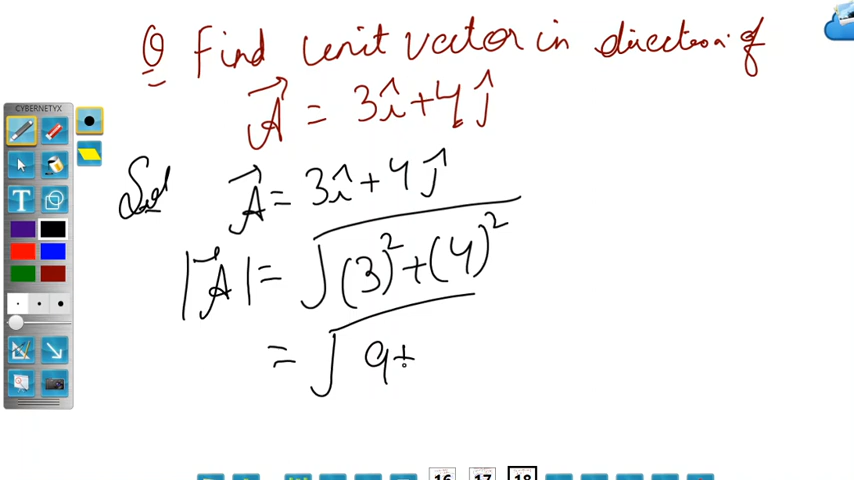 Q Find unit vector in direction of
A⃗ = 3î+4ĵ
CYBERNETYX
Sol A⃗ = 3î+4ĵ
|A⃗| = √(3)²+(4)²
T
= √9+
16 17 18